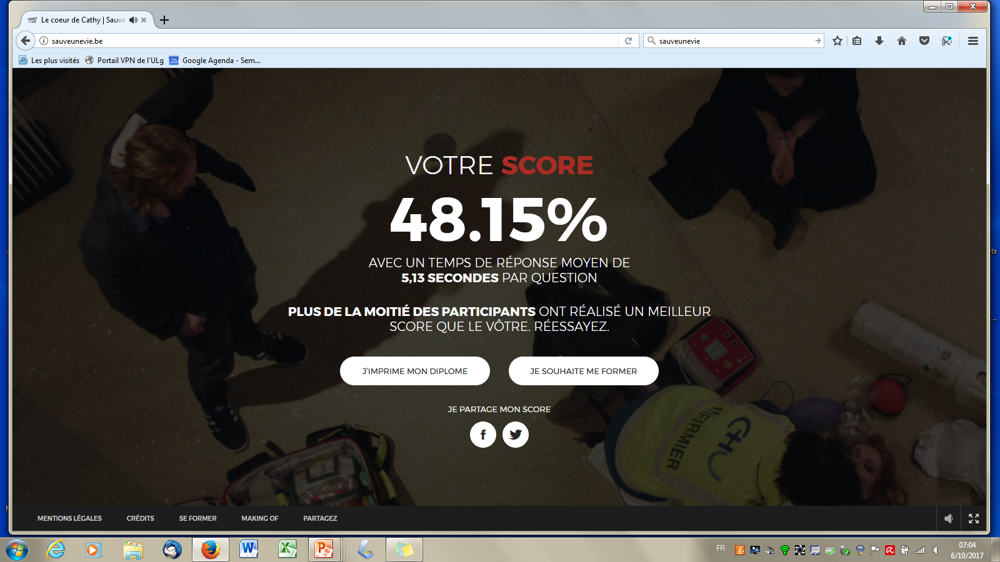 Le coeur de Cathy | Sauve
sauveunevie.be
sauveunevie
Les plus visités
Portail VPN de l'ULg
25
Google Agenda - Sem...
VOTRE SCORE
48.15%
AVEC UN TEMPS DE RÉPONSE MOYEN DE
5,13 SECONDES PAR QUESTION
PLUS DE LA MOITIÉ DES PARTICIPANTS ONT RÉALISÉ UN MEILLEUR
SCORE QUE LE VÔTRE. RÉESSAYEZ.
J'IMPRIME MON DIPLOME
JE SOUHAITE ME FORMER
JE PARTAGE MON SCORE
INFIRMIER
CHU
MENTIONS LÉGALES
CRÉDITS
SE FORMER
MAKING OF
PARTAGEZ
FR
07:04
6/10/2017